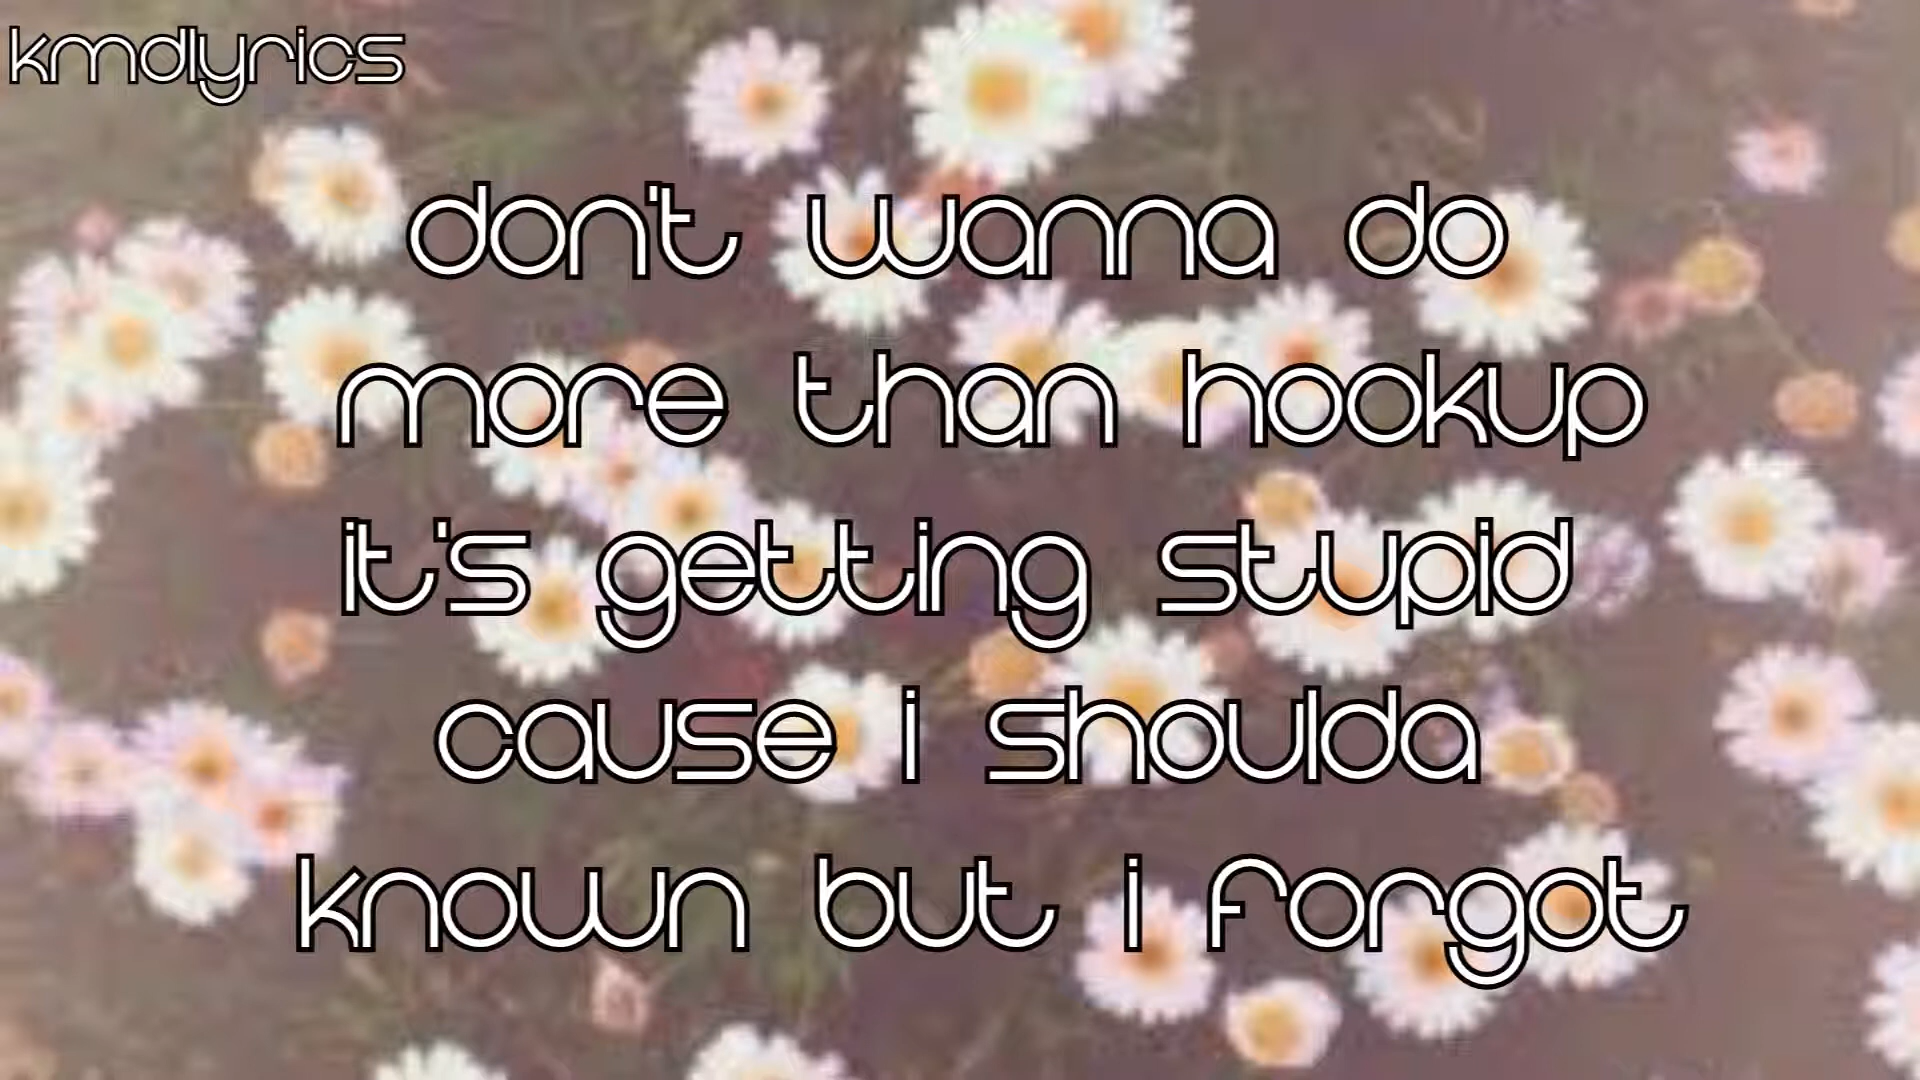 kmdlyrics
don't wanna do
more than hookup
it's getting stupid
cause i shoulda
known but i forgot